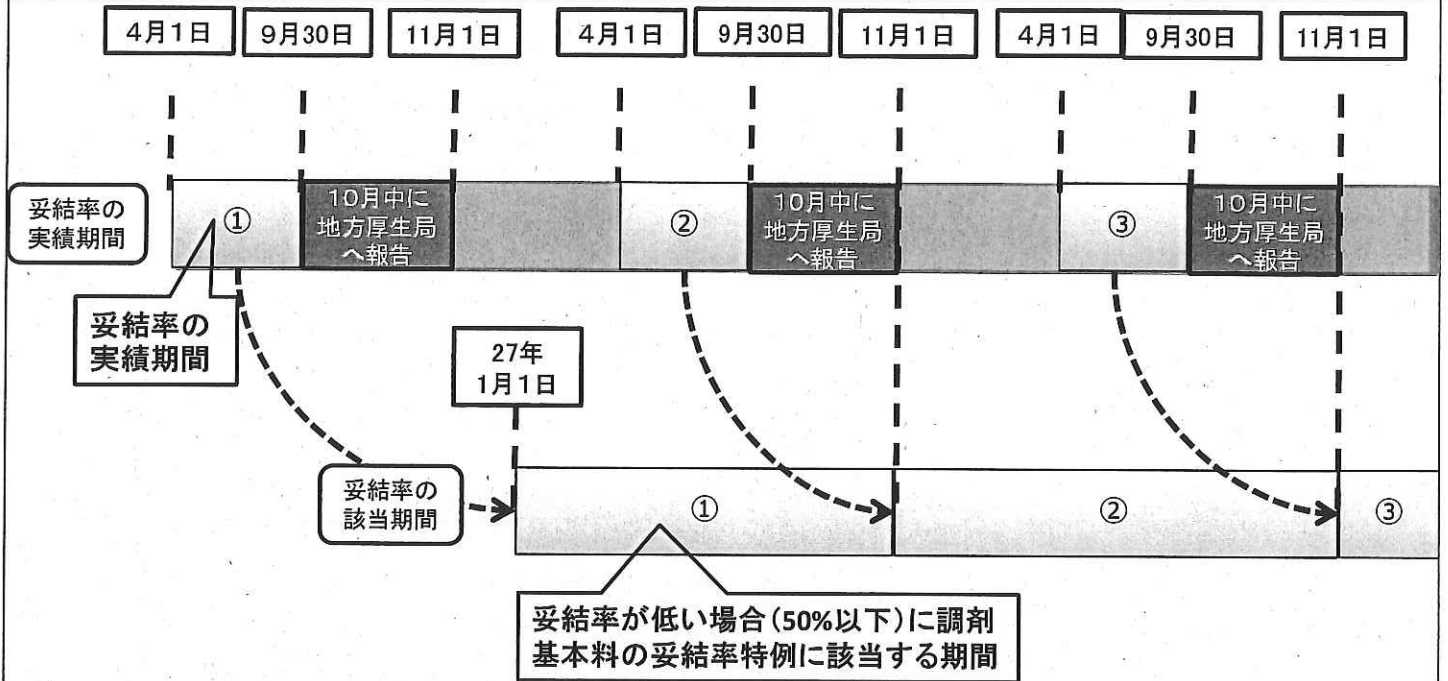 4月1日
9月30日
11月1日
4月1日
9月30日
11月1日
4月1日
9月30日
11月1日
妥結率の
実績期間
①
10月中に
地方厚生局
へ報告
②
10月中に
地方厚生局
へ報告
③
10月中に
地方厚生局
へ報告
妥結率の
実績期間
27年
1月1日
妥結率の
該当期間
①
②
③
妥結率が低い場合(50%以下)に調剤
基本料の妥結率特例に該当する期間